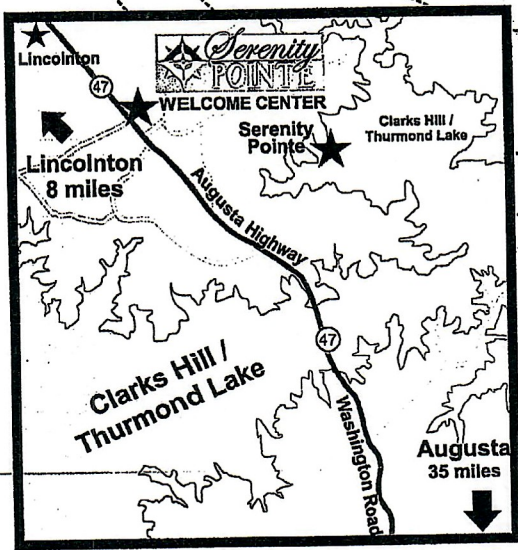 Lincolnton
47
Serenity
POINTE
WELCOME CENTER
Serenity
Pointe
Clarks Hill /
Thurmond Lake
Lincolnton
8 miles
Augusta Highway
47
Clarks Hill /
Thurmond Lake
Washington Road
Augusta
35 miles